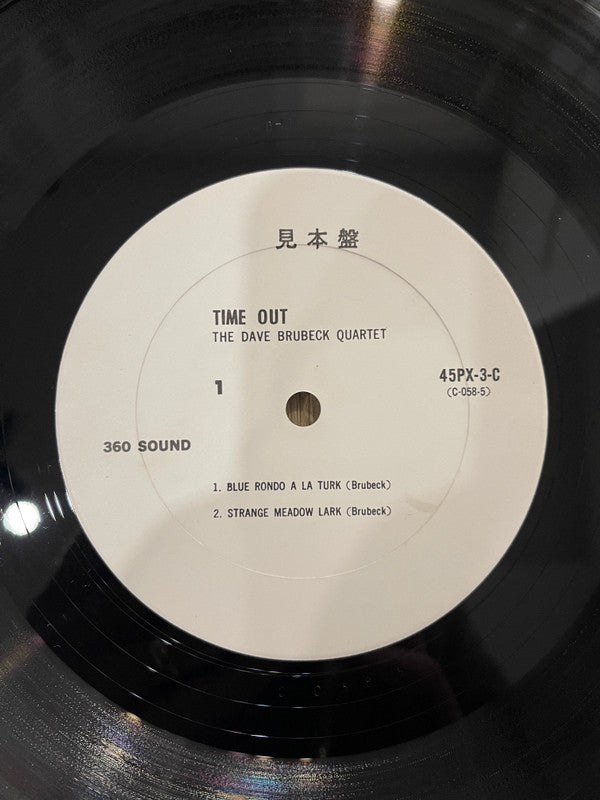 見本盤
TIME OUT
THE DAVE BRUBECK QUARTET
1
45PX-3-C
(C-058-5)
360 SOUND
1. BLUE RONDO A LA TURK (Brubeck)
2. STRANGE MEADOW LARK (Brubeck)